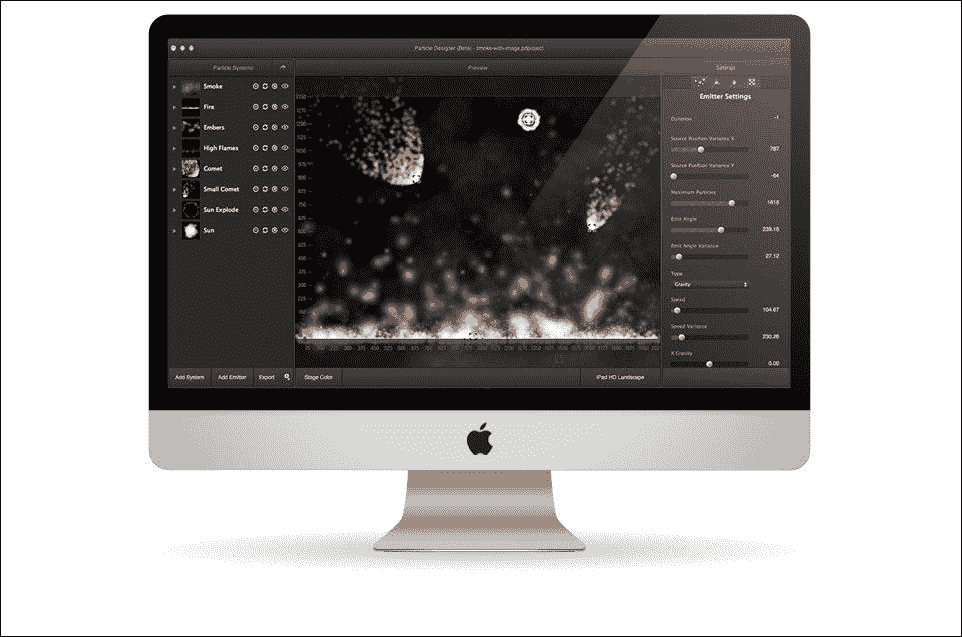 Particle Designer (Beta) - smoke-with-image.pdproject
Particle Systems
Preview
Settings
Smoke
Fire
Embers
High Flames
Comet
Small Comet
Sun Explode
Sun
Emitter Settings
Duration -1
Source Position Variance X
787
Source Position Variance Y
-64
Maximum Particles
1618
Emit Angle
239.15
Emit Angle Variance
27.12
Type
Gravity
Speed
104.67
Speed Variance
230.26
X Gravity
0.00
Add System
Add Emitter
Export
Stage Color
iPad HD Landscape